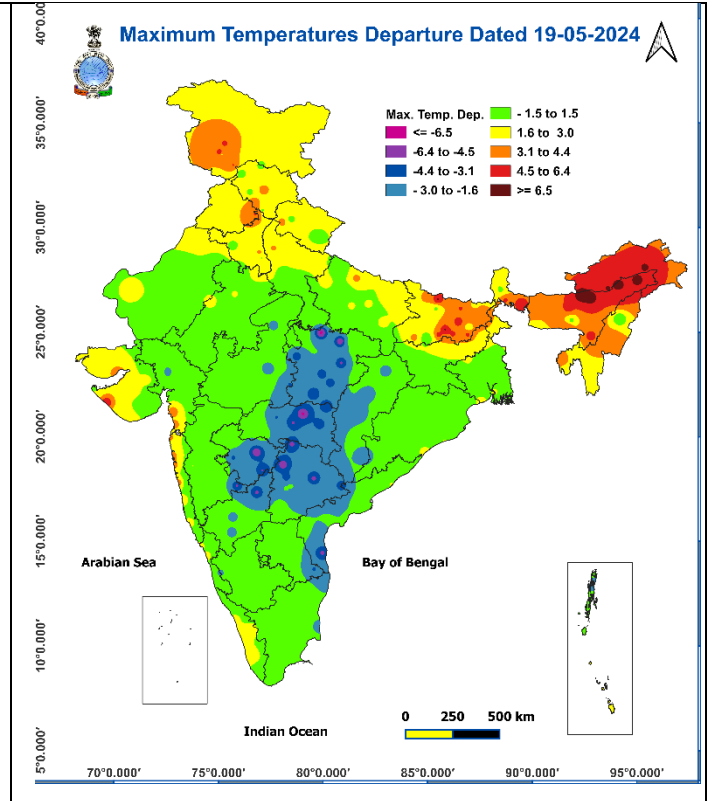 Maximum Temperatures Departure Dated 19-05-2024
Max. Temp. Dep.
<= -6.5
-6.4 to -4.5
-4.4 to -3.1
- 3.0 to -1.6
- 1.5 to 1.5
1.6 to 3.0
3.1 to 4.4
4.5 to 6.4
>= 6.5
35°0.000'
30°0.000'
25°0.000'
20°0.000'
15°0.000'
10°0.000'
5°0.000'
Arabian Sea
Bay of Bengal
Indian Ocean
0 250 500 km
70°0.000' 75°0.000' 80°0.000' 85°0.000' 90°0.000' 95°0.000'